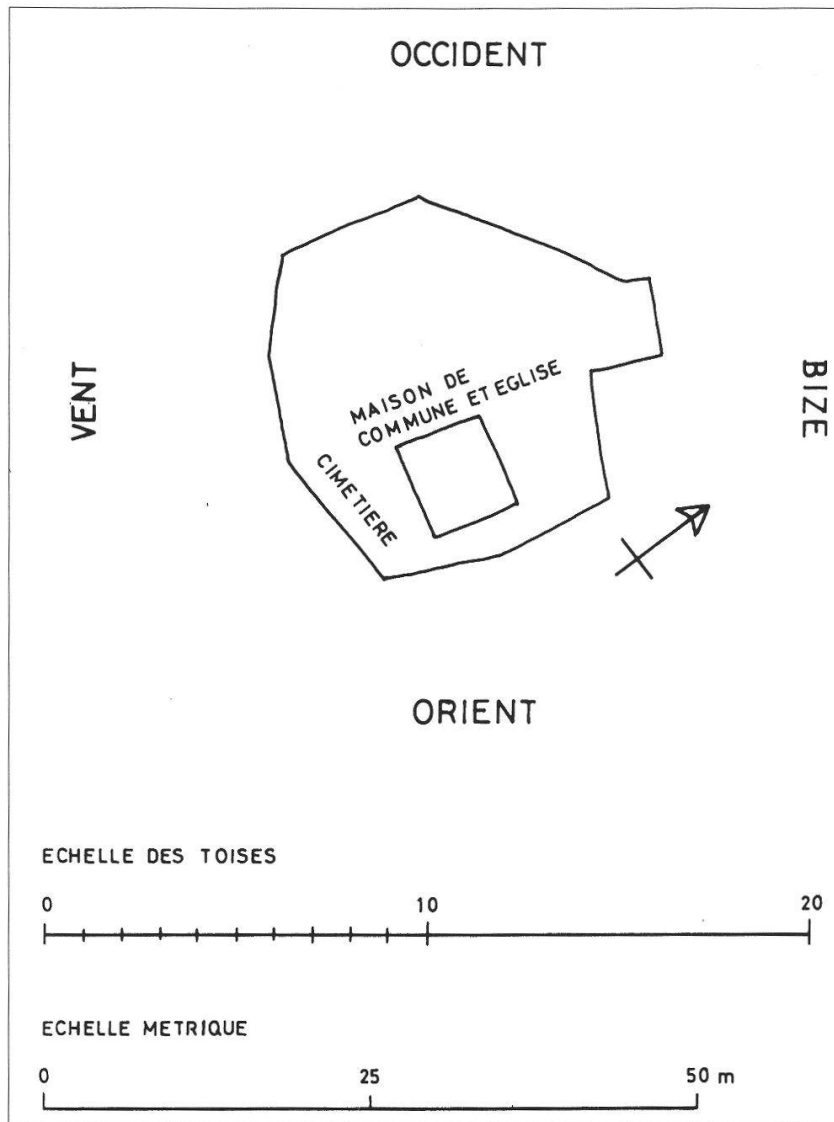 OCCIDENT
VENT
BIZE
MAISON DE
COMMUNE ET EGLISE
CIMETIERE
ORIENT
ECHELLE DES TOISES
0 10 20
ECHELLE METRIQUE
0 25 50 m